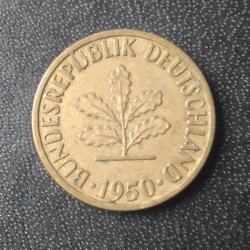 BUNDESREPUBLIK DEUTSCHLAND
· 1950 ·